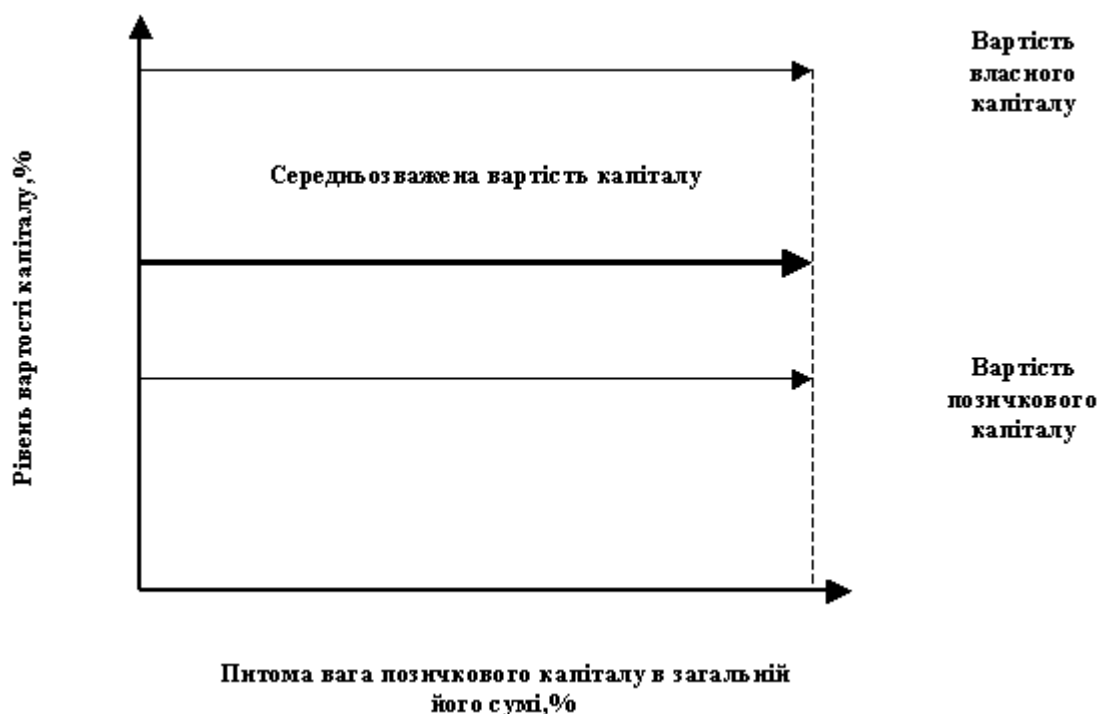 Вартість
власного
капіталу
Рівень вартості капіталу,%
Середньозважена вартість капіталу
Вартість
позичкового
капіталу
Питома вага позичкового капіталу в загальній
його сумі,%